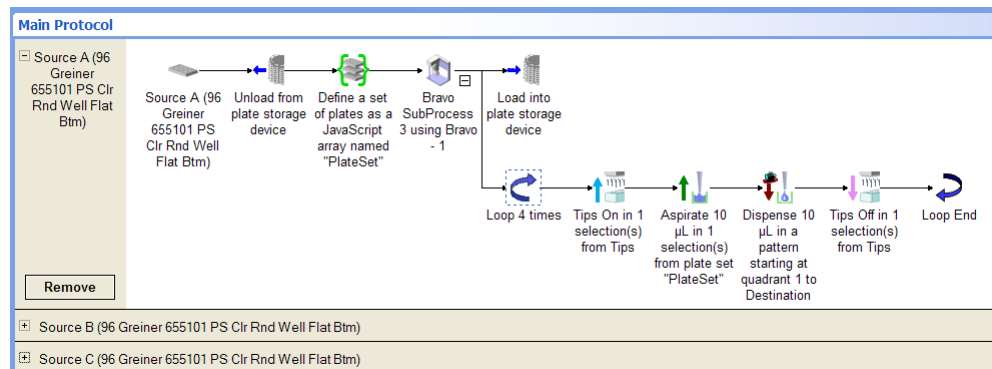 Main Protocol
Source A (96
Greiner
655101 PS Clr
Rnd Well Flat
Btm)
Source A (96
Greiner
655101 PS
Clr Rnd Well
Flat Btm)
Unload from
plate storage
device
Define a set
of plates as a
JavaScript
array named
"PlateSet"
Bravo
SubProcess
3 using Bravo
- 1
Load into
plate storage
device
Loop 4 times
Tips On in 1
selection(s)
from Tips
Aspirate 10
µL in 1
selection(s)
from plate set
"PlateSet"
Dispense 10
µL in a
pattern
starting at
quadrant 1 to
Destination
Tips Off in 1
selection(s)
from Tips
Loop End
Remove
Source B (96 Greiner 655101 PS Clr Rnd Well Flat Btm)
Source C (96 Greiner 655101 PS Clr Rnd Well Flat Btm)